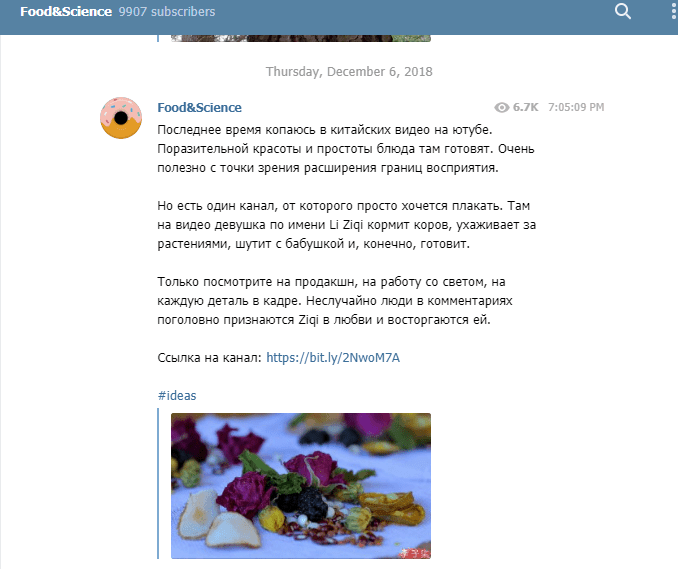 Food&Science 9907 subscribers
Thursday, December 6, 2018
Food&Science 6.7K 7:05:09 PM
Последнее время копаюсь в китайских видео на ютубе.
Поразительной красоты и простоты блюда там готовят. Очень
полезно с точки зрения расширения границ восприятия.
Но есть один канал, от которого просто хочется плакать. Там
на видео девушка по имени Li Ziqi кормит коров, ухаживает за
растениями, шутит с бабушкой и, конечно, готовит.
Только посмотрите на продакшн, на работу со светом, на
каждую деталь в кадре. Неслучайно люди в комментариях
поголовно признаются Ziqi в любви и восторгаются ей.
Ссылка на канал: https://bit.ly/2NwoM7A
#ideas
李子柒